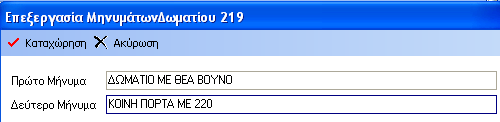 Επεξεργασία ΜηνυμάτωνΔωματίου 219
Καταχώρηση Ακύρωση
Πρώτο Μήνυμα ΔΩΜΑΤΙΟ ΜΕ ΘΕΑ ΒΟΥΝΟ
Δεύτερο Μήνυμα ΚΟΙΝΗ ΠΟΡΤΑ ΜΕ 220